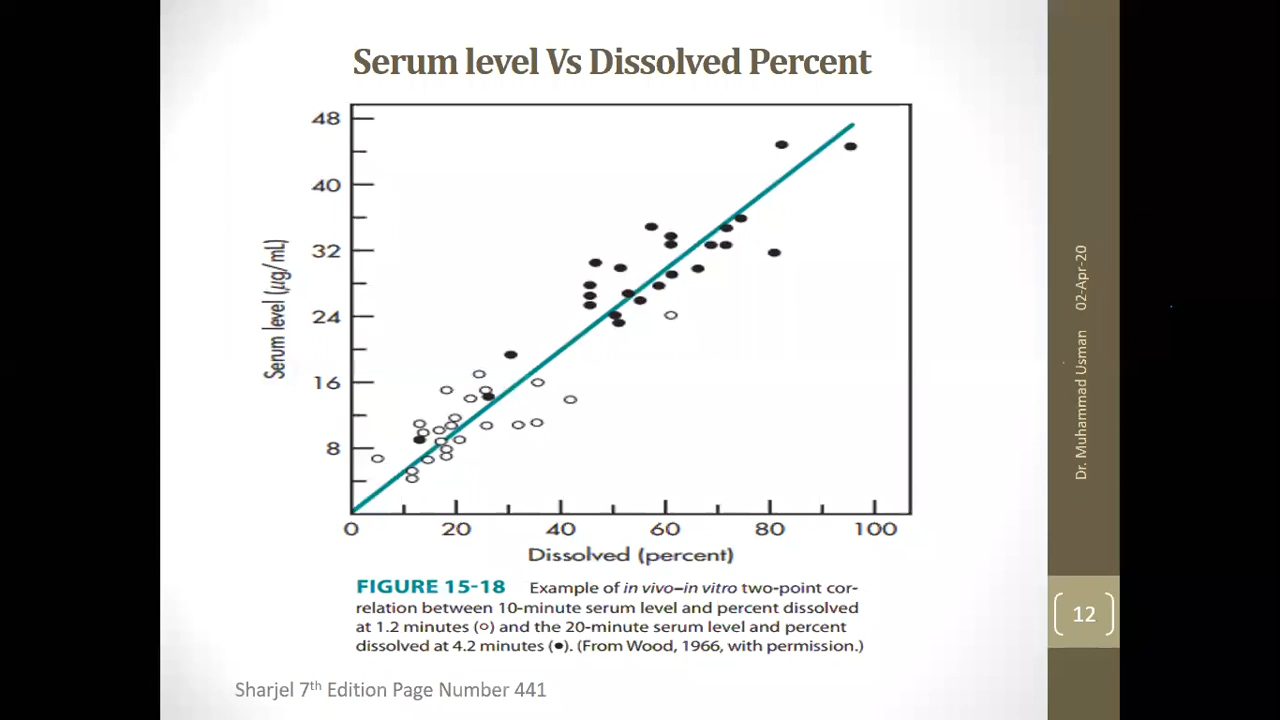 Serum level Vs Dissolved Percent
48
40
32
24
16
8
Serum level (µg/mL)
0 20 40 60 80 100
Dissolved (percent)
FIGURE 15-18 Example of in vivo–in vitro two-point cor-
relation between 10-minute serum level and percent dissolved
at 1.2 minutes (○) and the 20-minute serum level and percent
dissolved at 4.2 minutes (●). (From Wood, 1966, with permission.)
Sharjel 7th Edition Page Number 441
Dr. Muhammad Usman 02-Apr-20
12